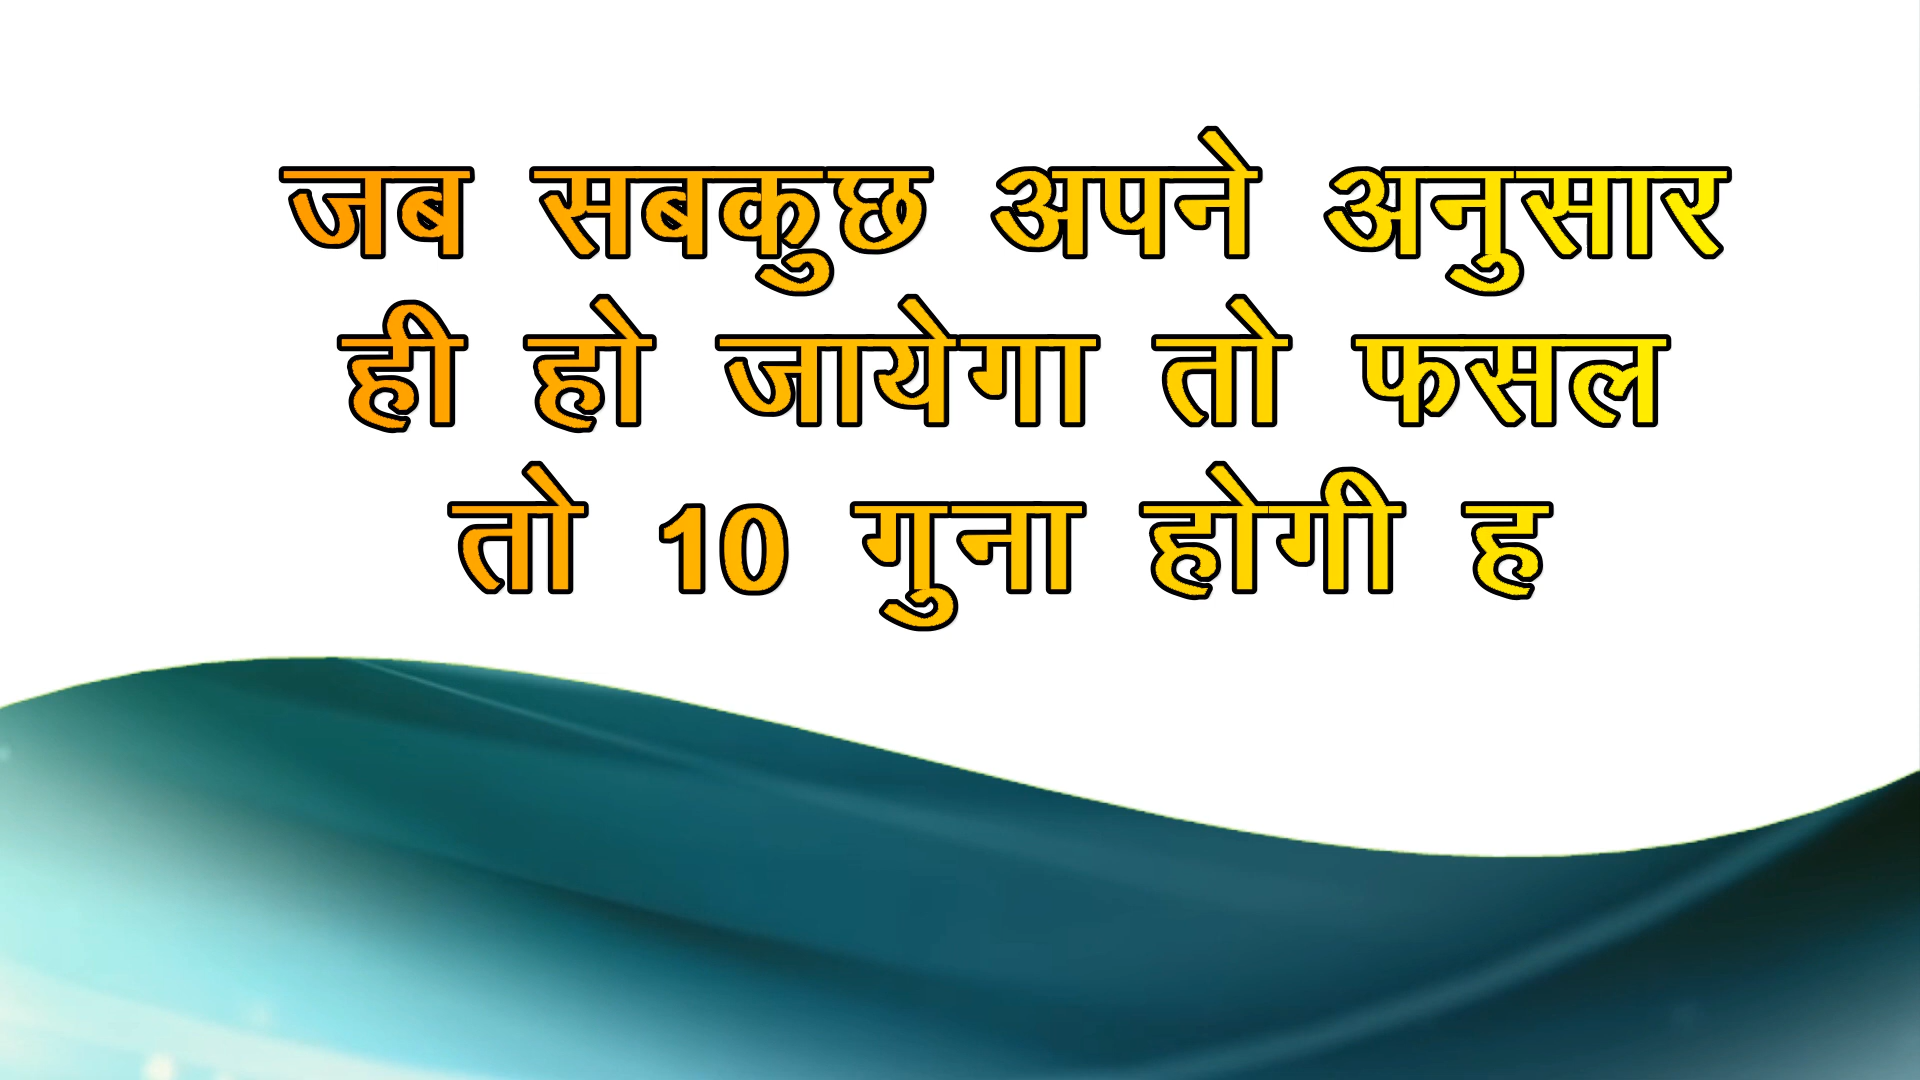 जब सबकुछ अपने अनुसार
ही हो जायेगा तो फसल
तो 10 गुना होगी ह